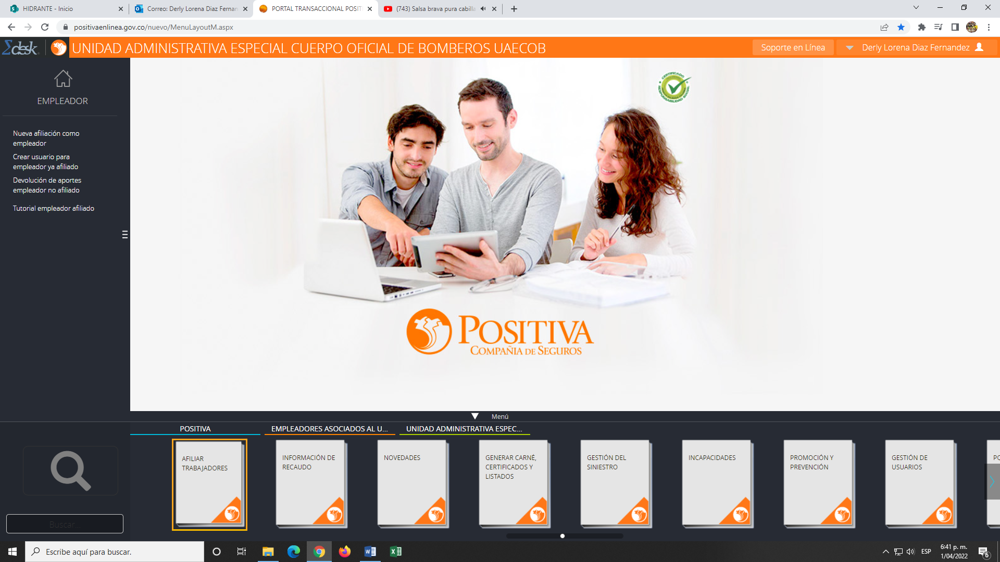 HIDRANTE - Inicio
Correo: Derly Lorena Diaz Fernan
PORTAL TRANSACCIONAL POSIT
(743) Salsa brava pura cabilla
positivaenlinea.gov.co/nuevo/MenuLayoutM.aspx
desk
UNIDAD ADMINISTRATIVA ESPECIAL CUERPO OFICIAL DE BOMBEROS UAECOB
Soporte en Línea
Derly Lorena Diaz Fernandez
EMPLEADOR
Nueva afiliación como
empleador
Crear usuario para
empleador ya afiliado
Devolución de aportes
empleador no afiliado
Tutorial empleador afiliado
CERTIFICADO
RESPONSABILIDAD SOCIAL
POSITIVA
COMPAÑIA DE SEGUROS
Menú
POSITIVA
EMPLEADORES ASOCIADOS AL U...
UNIDAD ADMINISTRATIVA ESPEC...
AFILIAR
TRABAJADORES
INFORMACIÓN DE
RECAUDO
NOVEDADES
GENERAR CARNÉ,
CERTIFICADOS Y
LISTADOS
GESTIÓN DEL
SINIESTRO
INCAPACIDADES
PROMOCIÓN Y
PREVENCIÓN
GESTIÓN DE
USUARIOS
PO
Buscar...
Escribe aquí para buscar.
ESP
6:41 p. m.
1/04/2022
6